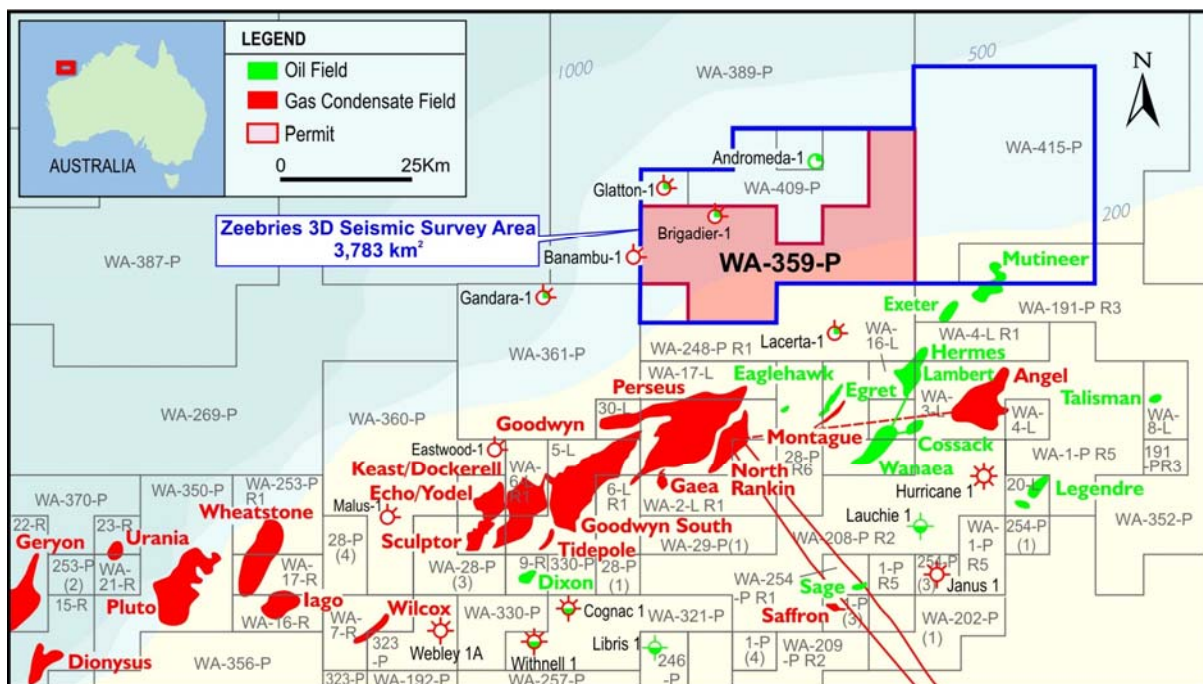 LEGEND
Oil Field
Gas Condensate Field
Permit
0 25Km
AUSTRALIA
N
1000
500
200
WA-389-P
WA-415-P
Andromeda-1
WA-409-P
Glatton-1
Brigadier-1
Zeebries 3D Seismic Survey Area
3,783 km²
Banambu-1
WA-359-P
WA-387-P
Mutineer
Gandara-1
Exeter
WA-191-P R3
Lacerta-1
WA-
16-L
WA-4-L R1
WA-361-P
WA-248-P R1
Hermes
WA-17-L
Eaglehawk
Lambert
Angel
Perseus
Egret
WA-269-P
WA-360-P
30-L
WA-
3-L
WA-
4-L
Talisman
WA-
8-L
Goodwyn
Montague
Cossack
Eastwood-1
5-L
28-P
R6
Wanaea
WA-1-P R5
191
-PR3
Keast/Dockerell
WA-
6-L
R1
North
Rankin
Hurricane 1
WA-370-P
WA-350-P
WA-253-P
R1
Echo/Yodel
6-L
R1
Gaea
WA-2-L R1
20-L
Legendre
Wheatstone
Malus-1
Lauchie 1
WA-352-P
22-R
23-R
Urania
28-P
(4)
Sculptor
Goodwyn South
Tidepole
WA-29-P(1)
WA-208-P R2
WA-
1-P
R5
254-P
(1)
Geryon
253-P
(2)
WA-
21-R
WA-
17-R
WA-28-P
(3)
9-R
330-P
28-P
(1)
Dixon
WA-254
-P R1
1-P
R5
254-P
(3)
Janus 1
Sage
15-R
Pluto
Iago
WA-16-R
Wilcox
WA-
7-R
WA-330-P
Cognac 1
WA-321-P
Saffron
1-P
(3)
WA-202-P
(1)
Dionysus
WA-356-P
323
-P
Webley 1A
Withnell 1
Libris 1
246
-P
1-P
(4)
WA-209
-P R2
323-P
WA-192-P
WA-257-P